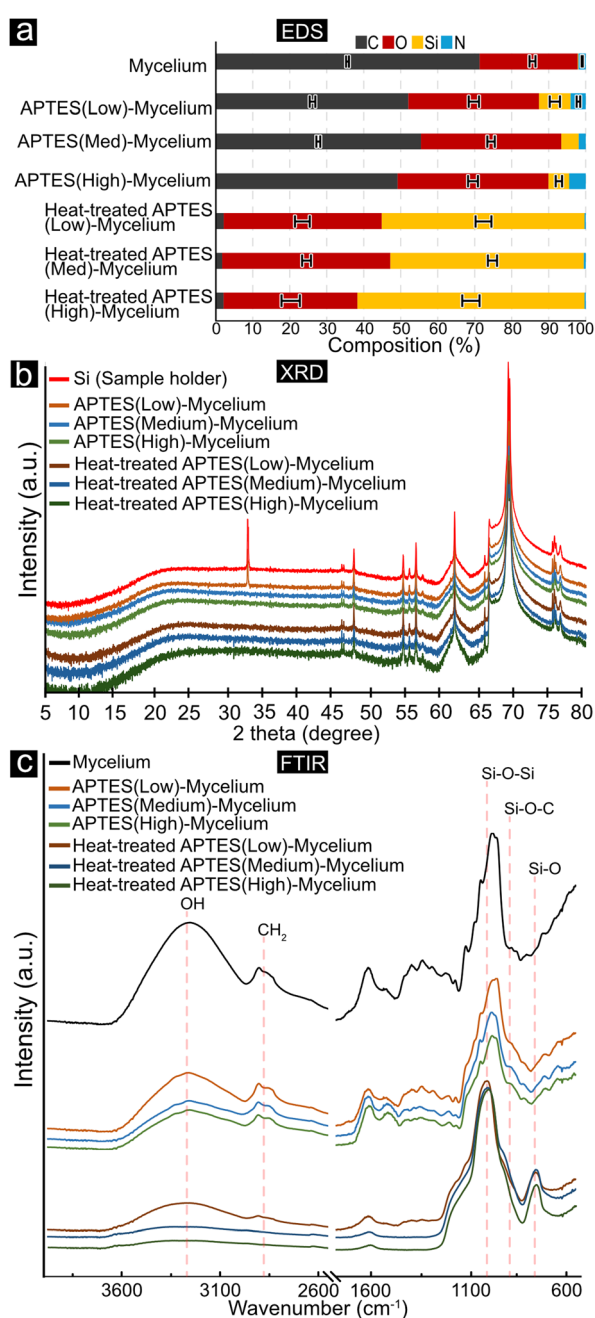 a EDS
C O Si N
Mycelium
APTES(Low)-Mycelium
APTES(Med)-Mycelium
APTES(High)-Mycelium
Heat-treated APTES
(Low)-Mycelium
Heat-treated APTES
(Med)-Mycelium
Heat-treated APTES
(High)-Mycelium
0 10 20 30 40 50 60 70 80 90 100
Composition (%)
b XRD
Si (Sample holder)
APTES(Low)-Mycelium
APTES(Medium)-Mycelium
APTES(High)-Mycelium
Heat-treated APTES(Low)-Mycelium
Heat-treated APTES(Medium)-Mycelium
Heat-treated APTES(High)-Mycelium
Intensity (a.u.)
5 10 15 20 25 30 35 40 45 50 55 60 65 70 75 80
2 theta (degree)
c FTIR
Mycelium
APTES(Low)-Mycelium
APTES(Medium)-Mycelium
APTES(High)-Mycelium
Heat-treated APTES(Low)-Mycelium
Heat-treated APTES(Medium)-Mycelium
Heat-treated APTES(High)-Mycelium
Si-O-Si
Si-O-C
Si-O
OH
CH2
Intensity (a.u.)
3600 3100 2600 1600 1100 600
Wavenumber (cm-1)